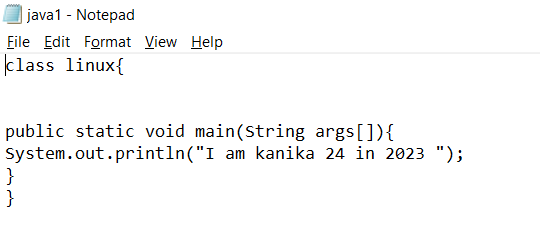 java1 - Notepad
File Edit Format View Help
class linux{
public static void main(String args[]){
System.out.println("I am kanika 24 in 2023 ");
}
}